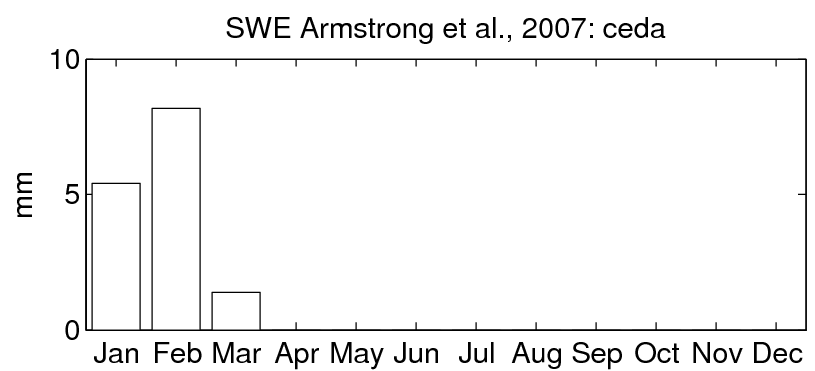 SWE Armstrong et al., 2007: ceda
10
5
0
mm
Jan Feb Mar Apr May Jun Jul Aug Sep Oct Nov Dec